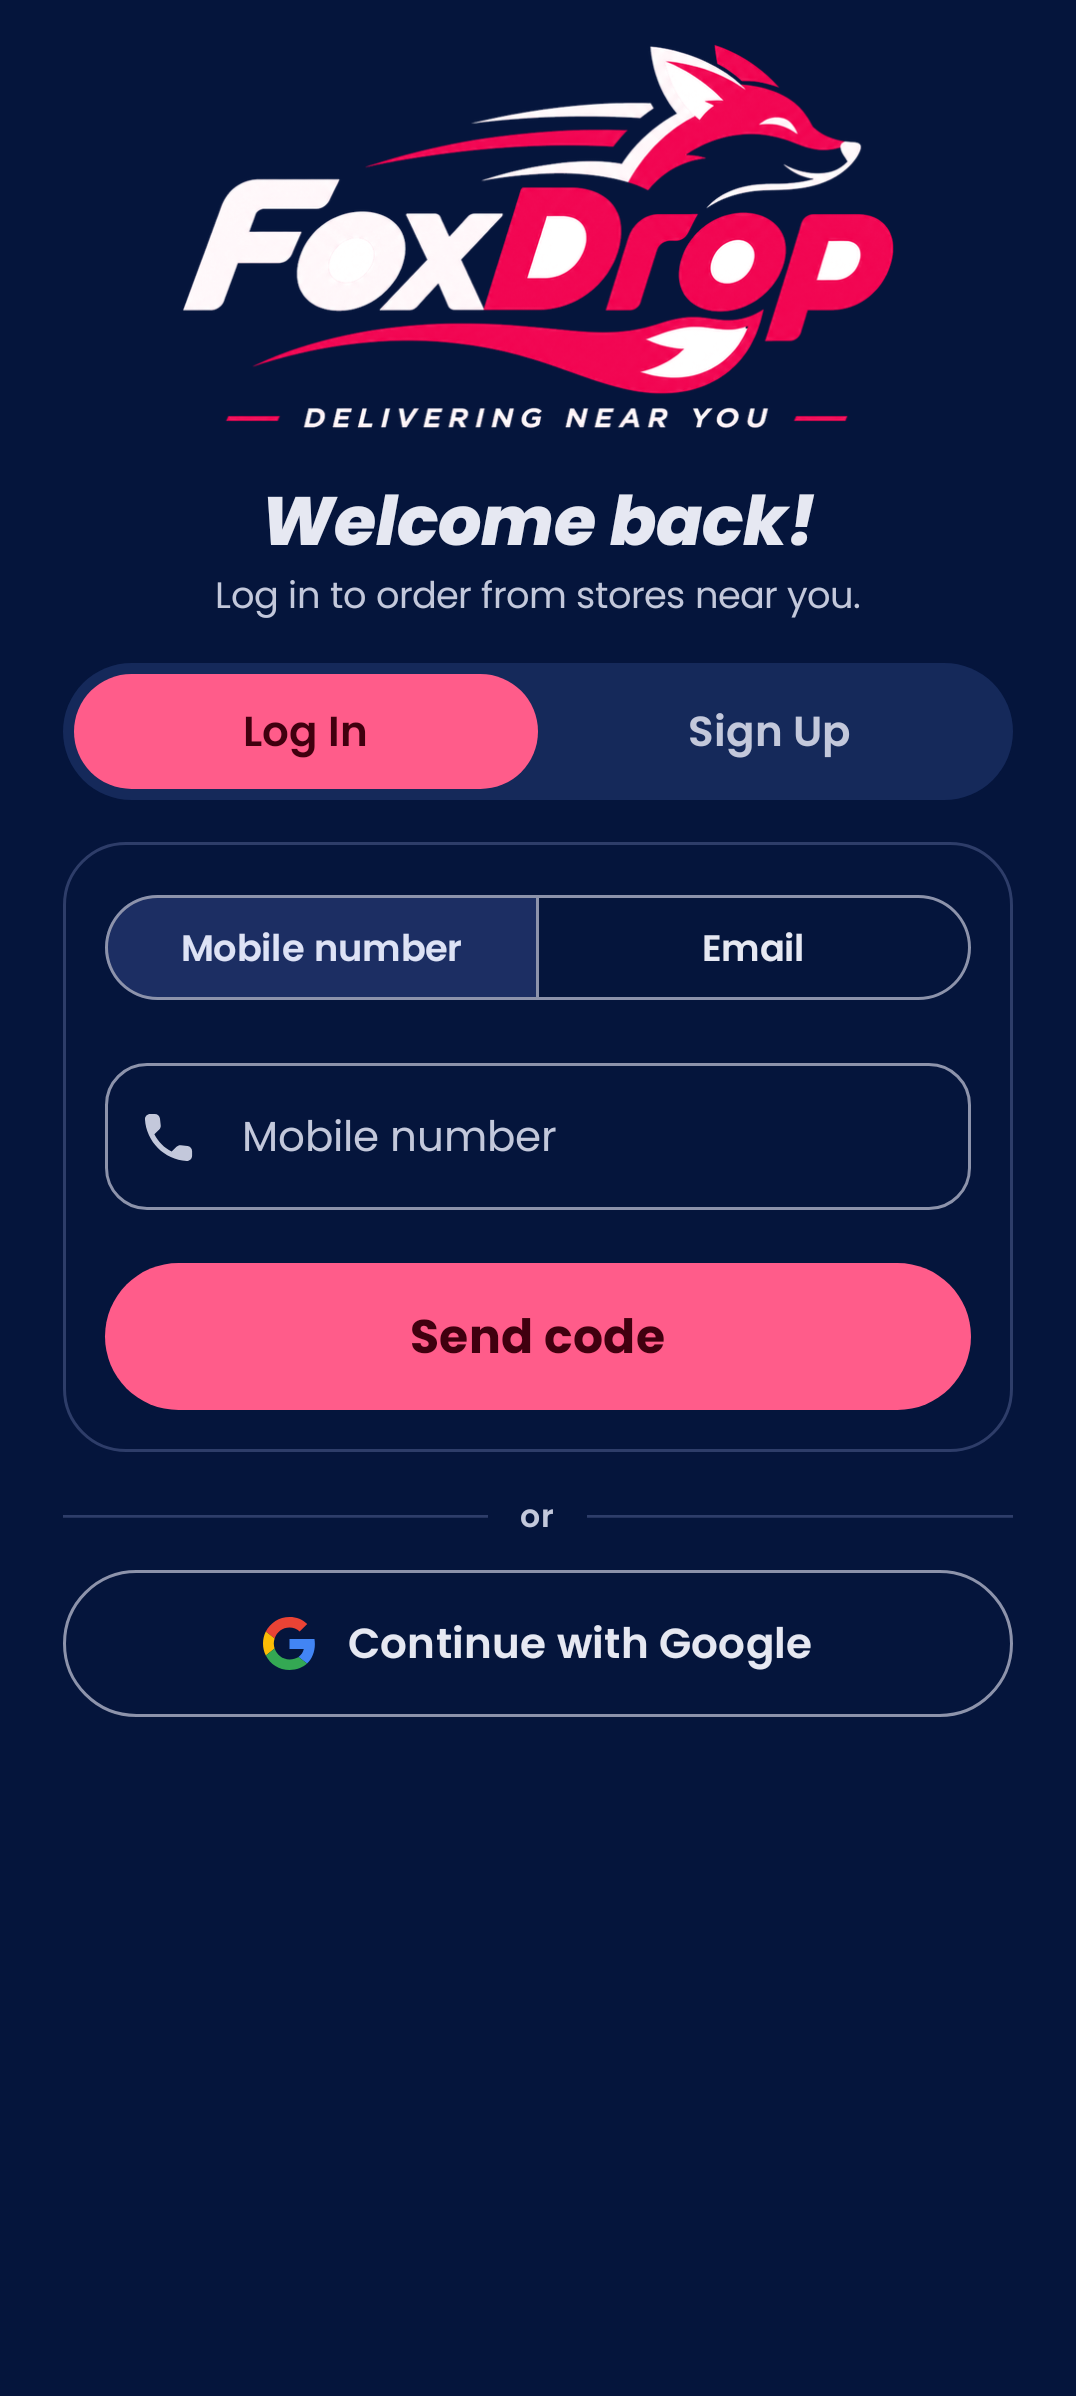 FoxDrop
DELIVERING NEAR YOU
Welcome back!
Log in to order from stores near you.
Log In
Sign Up
Mobile number
Email
Mobile number
Send code
or
Continue with Google